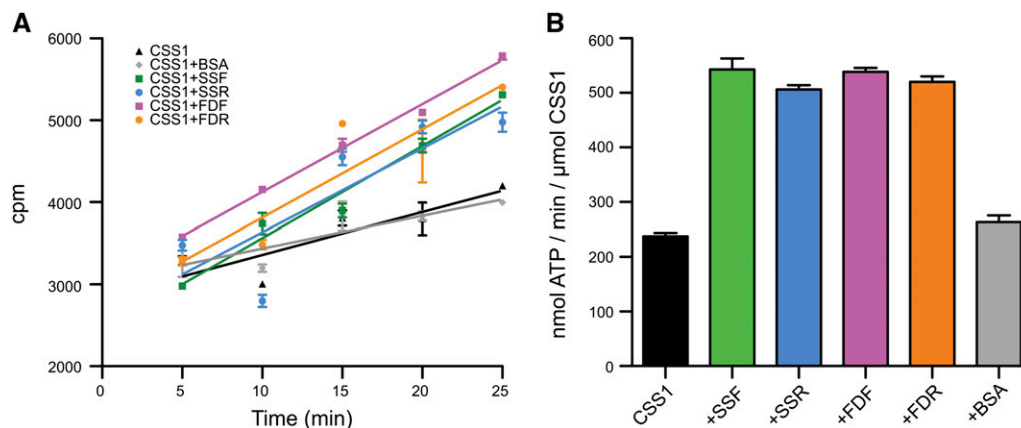 A
cpm
6000
5000
4000
3000
2000
CSS1
CSS1+BSA
CSS1+SSF
CSS1+SSR
CSS1+FDF
CSS1+FDR
0 5 10 15 20 25
Time (min)
B
nmol ATP / min / µmol CSS1
600
500
400
300
200
100
0
CSS1 +SSF +SSR +FDF +FDR +BSA